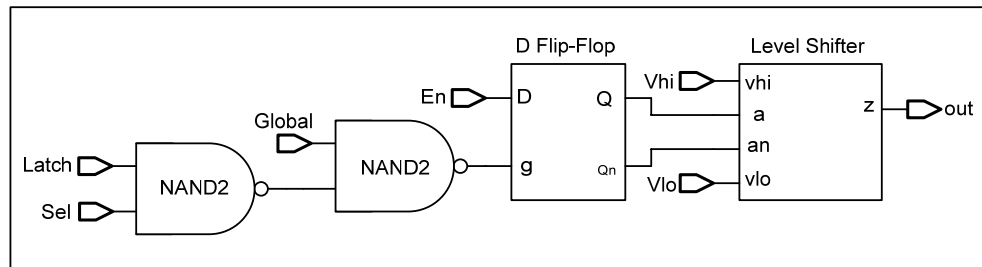 D Flip-Flop
Level Shifter
Vhi
vhi
En
D
Q
a
z
out
Global
NAND2
Latch
g
Qn
an
NAND2
Sel
Vlo
vlo